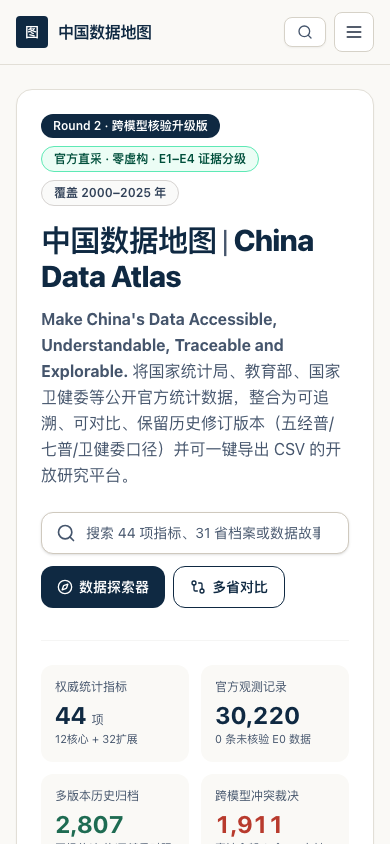 图 中国数据地图
Round 2 · 跨模型核验升级版
官方直采 · 零虚构 · E1–E4 证据分级
覆盖 2000–2025 年
中国数据地图 | China
Data Atlas
Make China's Data Accessible,
Understandable, Traceable and
Explorable. 将国家统计局、教育部、国家
卫健委等公开官方统计数据，整合为可追
溯、可对比、保留历史修订版本（五经普/
七普/卫健委口径）并可一键导出 CSV 的开
放研究平台。
搜索 44 项指标、31 省档案或数据故
数据探索器
多省对比
权威统计指标
44 项
12核心 + 32扩展
官方观测记录
30,220
0 条未核验 E0 数据
多版本历史归档
2,807
跨模型冲突裁决
1,911